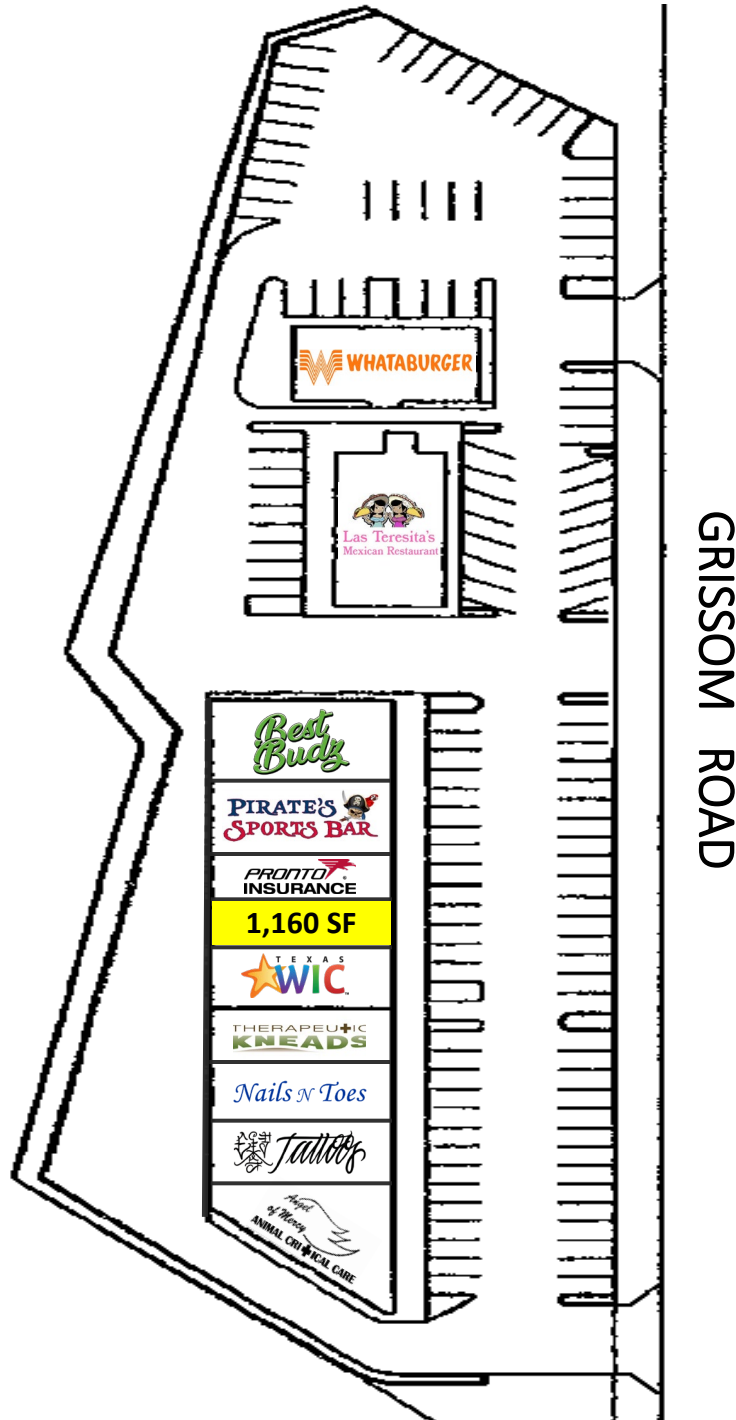 WHATABURGER
Las Teresita's
Mexican Restaurant
GRISSOM ROAD
Best
Budz
PIRATE'S
SPORTS BAR
PRONTO
INSURANCE
1,160 SF
TEXAS
WIC
THERAPEUTIC
KNEADS
Nails N Toes
Tattoos
Angel
of Mercy
ANIMAL CRITICAL CARE